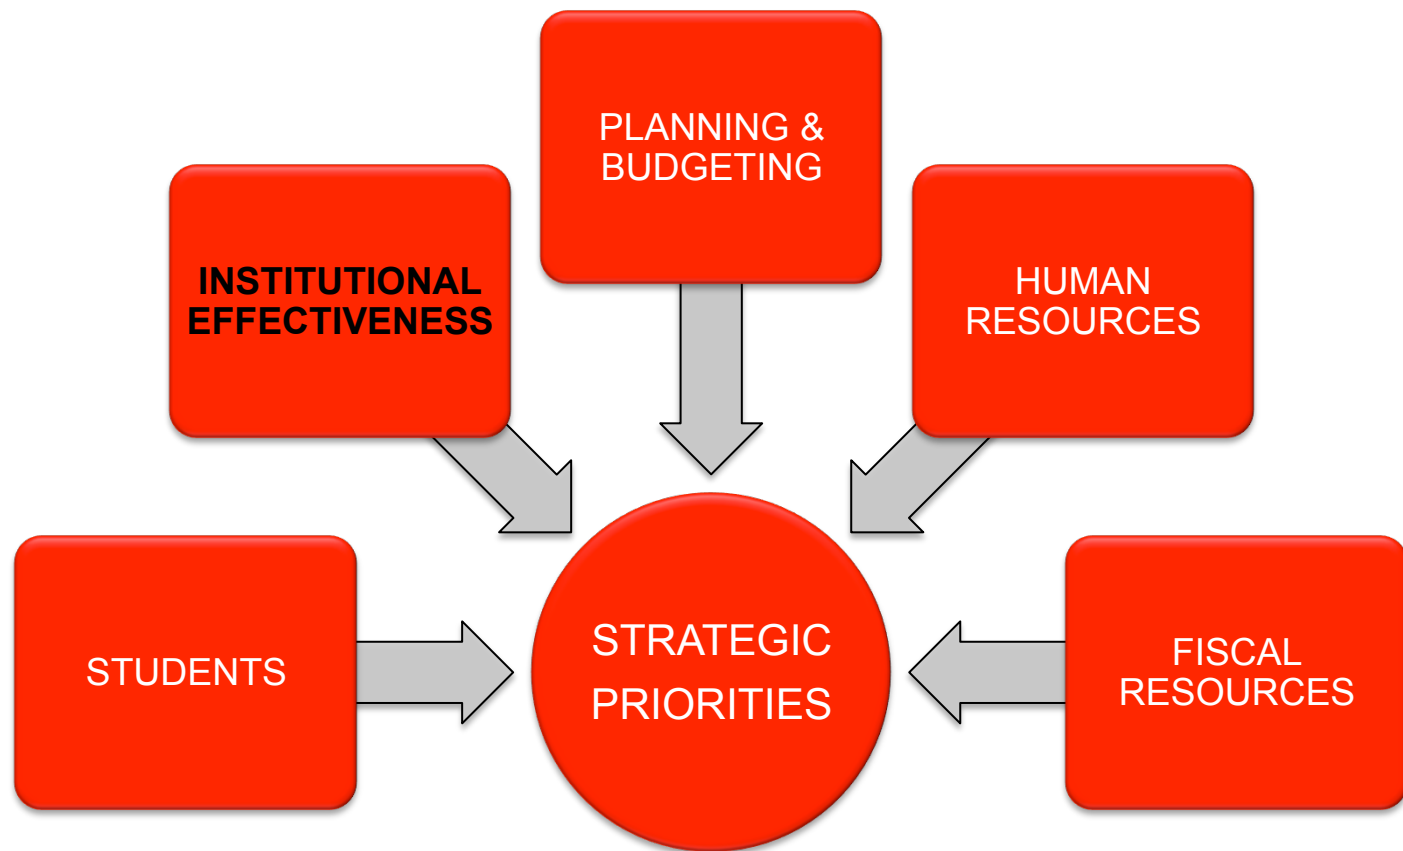 PLANNING &
BUDGETING
INSTITUTIONAL
EFFECTIVENESS
HUMAN
RESOURCES
STUDENTS
STRATEGIC
PRIORITIES
FISCAL
RESOURCES